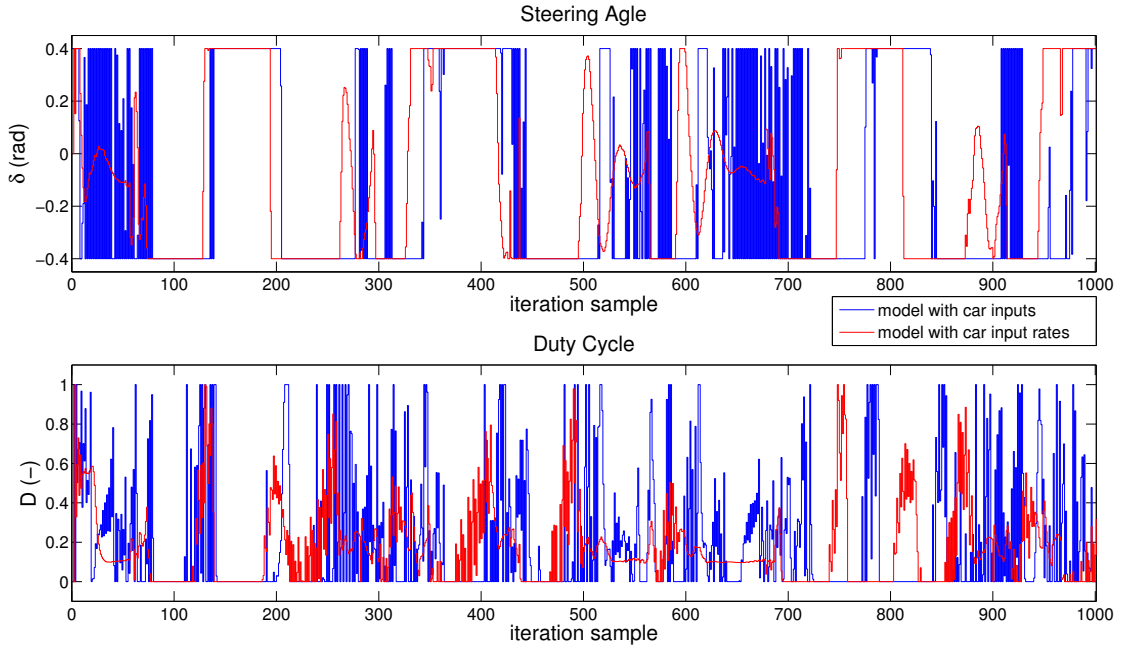 Steering Agle
0.4
0.2
0
−0.2
−0.4
δ (rad)
0 100 200 300 400 500 600 700 800 900 1000
iteration sample
model with car inputs
model with car input rates
Duty Cycle
1
0.8
0.6
0.4
0.2
0
D (−)
0 100 200 300 400 500 600 700 800 900 1000
iteration sample